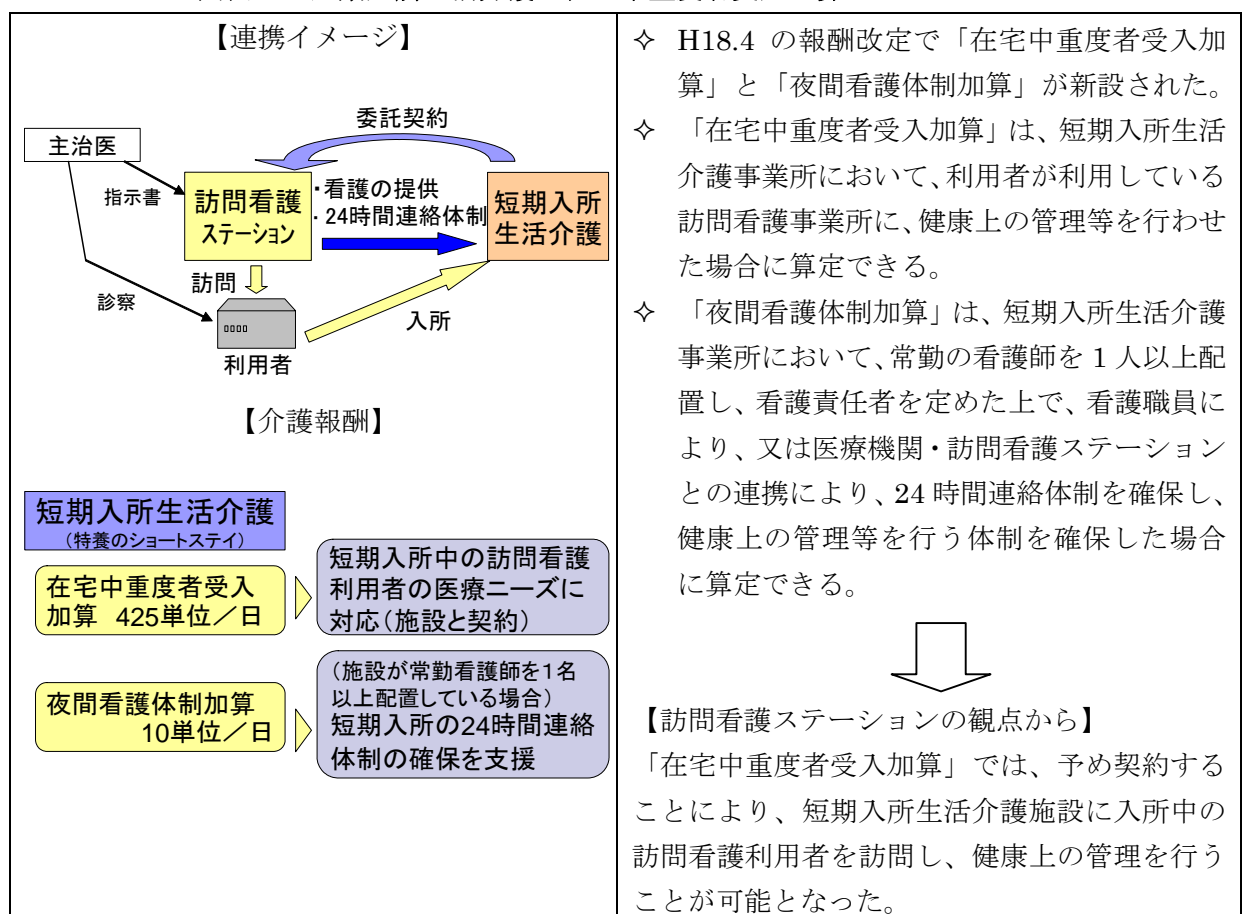 【連携イメージ】
委託契約
主治医
指示書
訪問看護
ステーション
・看護の提供
・24時間連絡体制
短期入所
生活介護
訪問
診察
入所
利用者
【介護報酬】
短期入所生活介護
(特養のショートステイ)
在宅中重度者受入
加算 425単位／日
短期入所中の訪問看護
利用者の医療ニーズに
対応(施設と契約)
夜間看護体制加算
10単位／日
(施設が常勤看護師を1名
以上配置している場合)
短期入所の24時間連絡
体制の確保を支援
✧ H18.4 の報酬改定で「在宅中重度者受入加
算」と「夜間看護体制加算」が新設された。
✧ 「在宅中重度者受入加算」は、短期入所生活
介護事業所において、利用者が利用している
訪問看護事業所に、健康上の管理等を行わせ
た場合に算定できる。
✧ 「夜間看護体制加算」は、短期入所生活介護
事業所において、常勤の看護師を 1 人以上配
置し、看護責任者を定めた上で、看護職員に
より、又は医療機関・訪問看護ステーション
との連携により、24 時間連絡体制を確保し、
健康上の管理等を行う体制を確保した場合
に算定できる。
【訪問看護ステーションの観点から】
「在宅中重度者受入加算」では、予め契約する
ことにより、短期入所生活介護施設に入所中の
訪問看護利用者を訪問し、健康上の管理を行う
ことが可能となった。